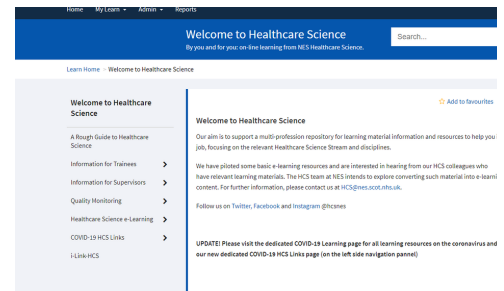 Home My Learn Admin Reports
Welcome to Healthcare Science
By you and for you: on-line learning from NES Healthcare Science.
Search...
Learn Home Welcome to Healthcare Science
Welcome to Healthcare
Science
A Rough Guide to Healthcare
Science
Information for Trainees
Information for Supervisors
Quality Monitoring
Healthcare Science e-Learning
COVID-19 HCS Links
i-Link-HCS
Add to favourites
Welcome to Healthcare Science
Our aim is to support a multi-profession repository for learning material information and resources to help you
job, focusing on the relevant Healthcare Science Stream and disciplines.
We have piloted some basic e-learning resources and are interested in hearing from our HCS colleagues who
have relevant learning materials. The HCS team at NES intends to explore converting such material into e-learni
content. For further information, please contact us at HCS@nes.scot.nhs.uk.
Follow us on Twitter, Facebook and Instagram @hcsnes
UPDATE! Please visit the dedicated COVID-19 Learning page for all learning resources on the coronavirus and
our new dedicated COVID-19 HCS Links page (on the left side navigation pannel)